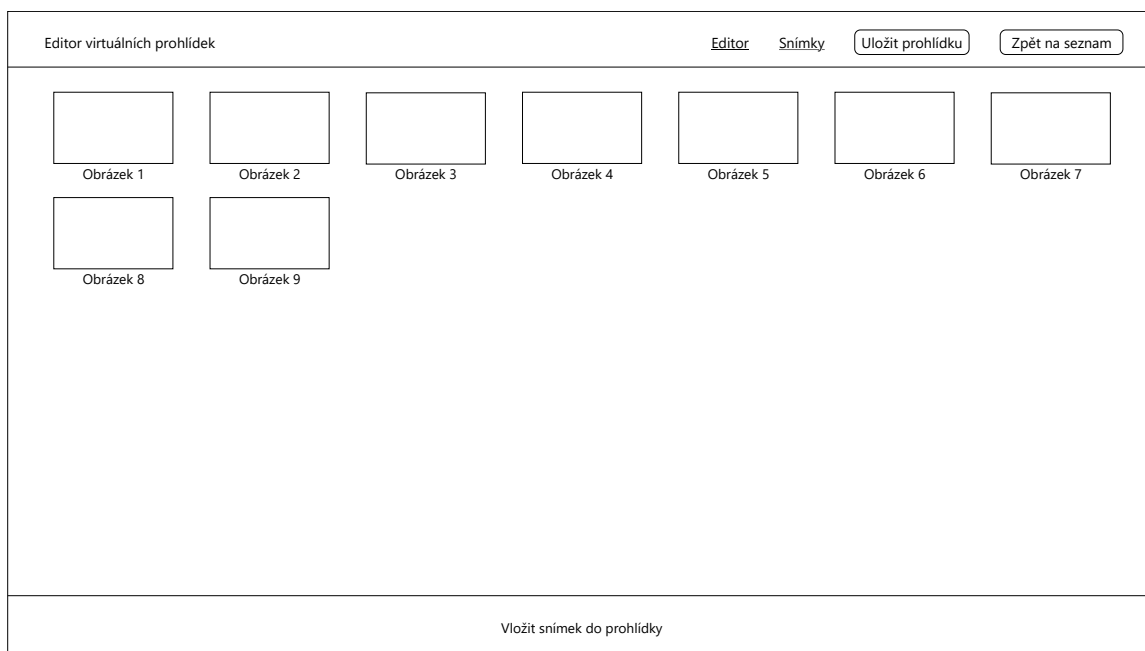 Editor virtuálních prohlídek Editor Snímky Uložit prohlídku Zpět na seznam
Obrázek 1 Obrázek 2 Obrázek 3 Obrázek 4 Obrázek 5 Obrázek 6 Obrázek 7
Obrázek 8 Obrázek 9
Vložit snímek do prohlídky